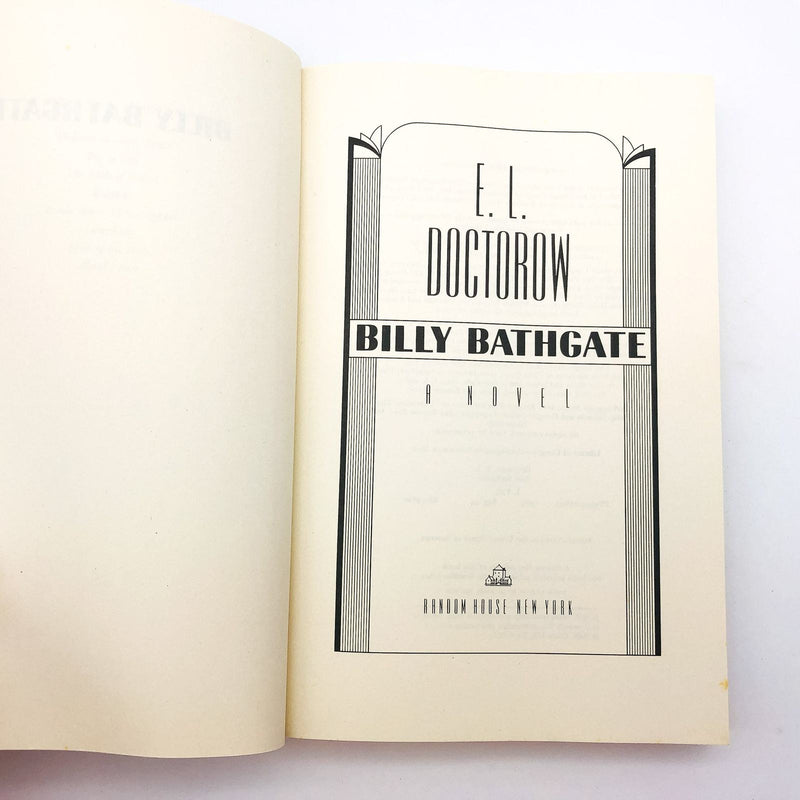 E. L.
DOCTOROW
BILLY BATHGATE
A NOVEL
RANDOM HOUSE NEW YORK